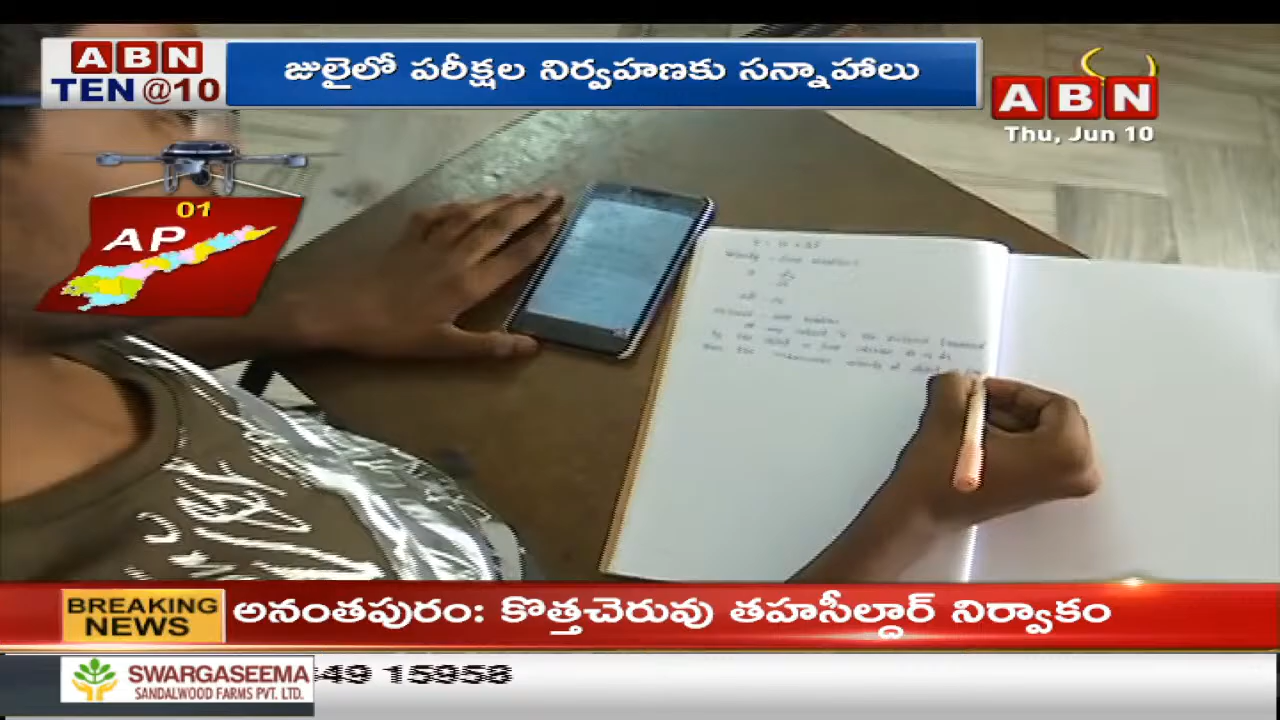 ABN
TEN @10
జులైలో పరీక్షల నిర్వహణకు సన్నాహాలు
ABN
Thu, Jun 10
01
AP
BREAKING NEWS
అనంతపురం: కొత్తచెరువు తహసీల్దార్ నిర్వాకం
SWARGASEEMA
SANDALWOOD FARMS PVT. LTD.
49 15958